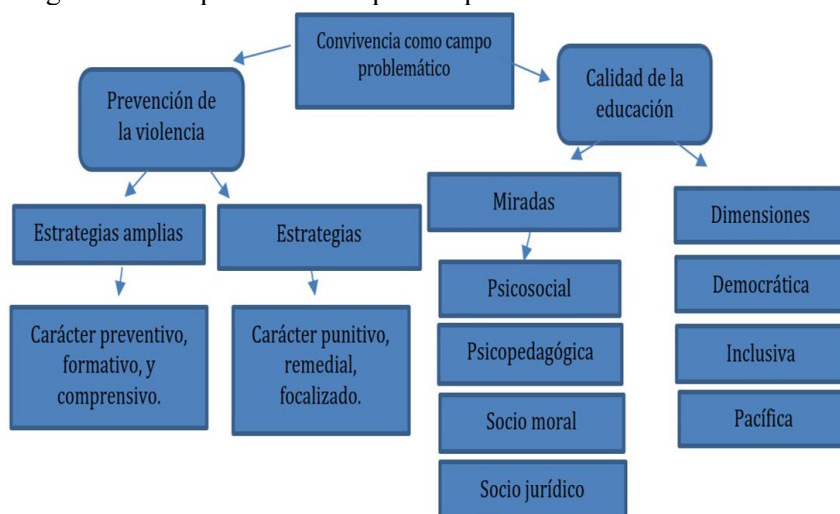 Convivencia como campo
problemático
Prevención de
la violencia
Calidad de la
educación
Estrategias amplias
Estrategias
Miradas
Dimensiones
Carácter preventivo,
formativo, y
comprensivo.
Carácter punitivo,
remedial,
focalizado.
Psicosocial
Psicopedagógica
Socio moral
Socio jurídico
Democrática
Inclusiva
Pacífica